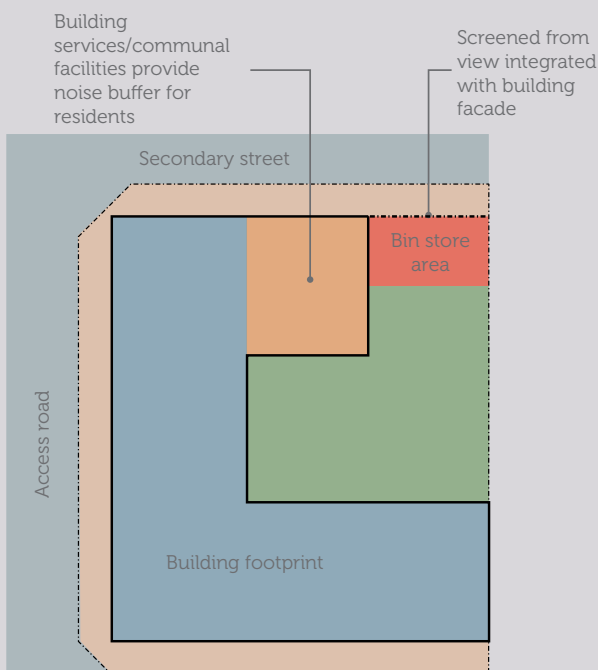 Building
services/communal
facilities provide
noise buffer for
residents
Screened from
view integrated
with building
facade
Secondary street
Bin store
area
Access road
Building footprint